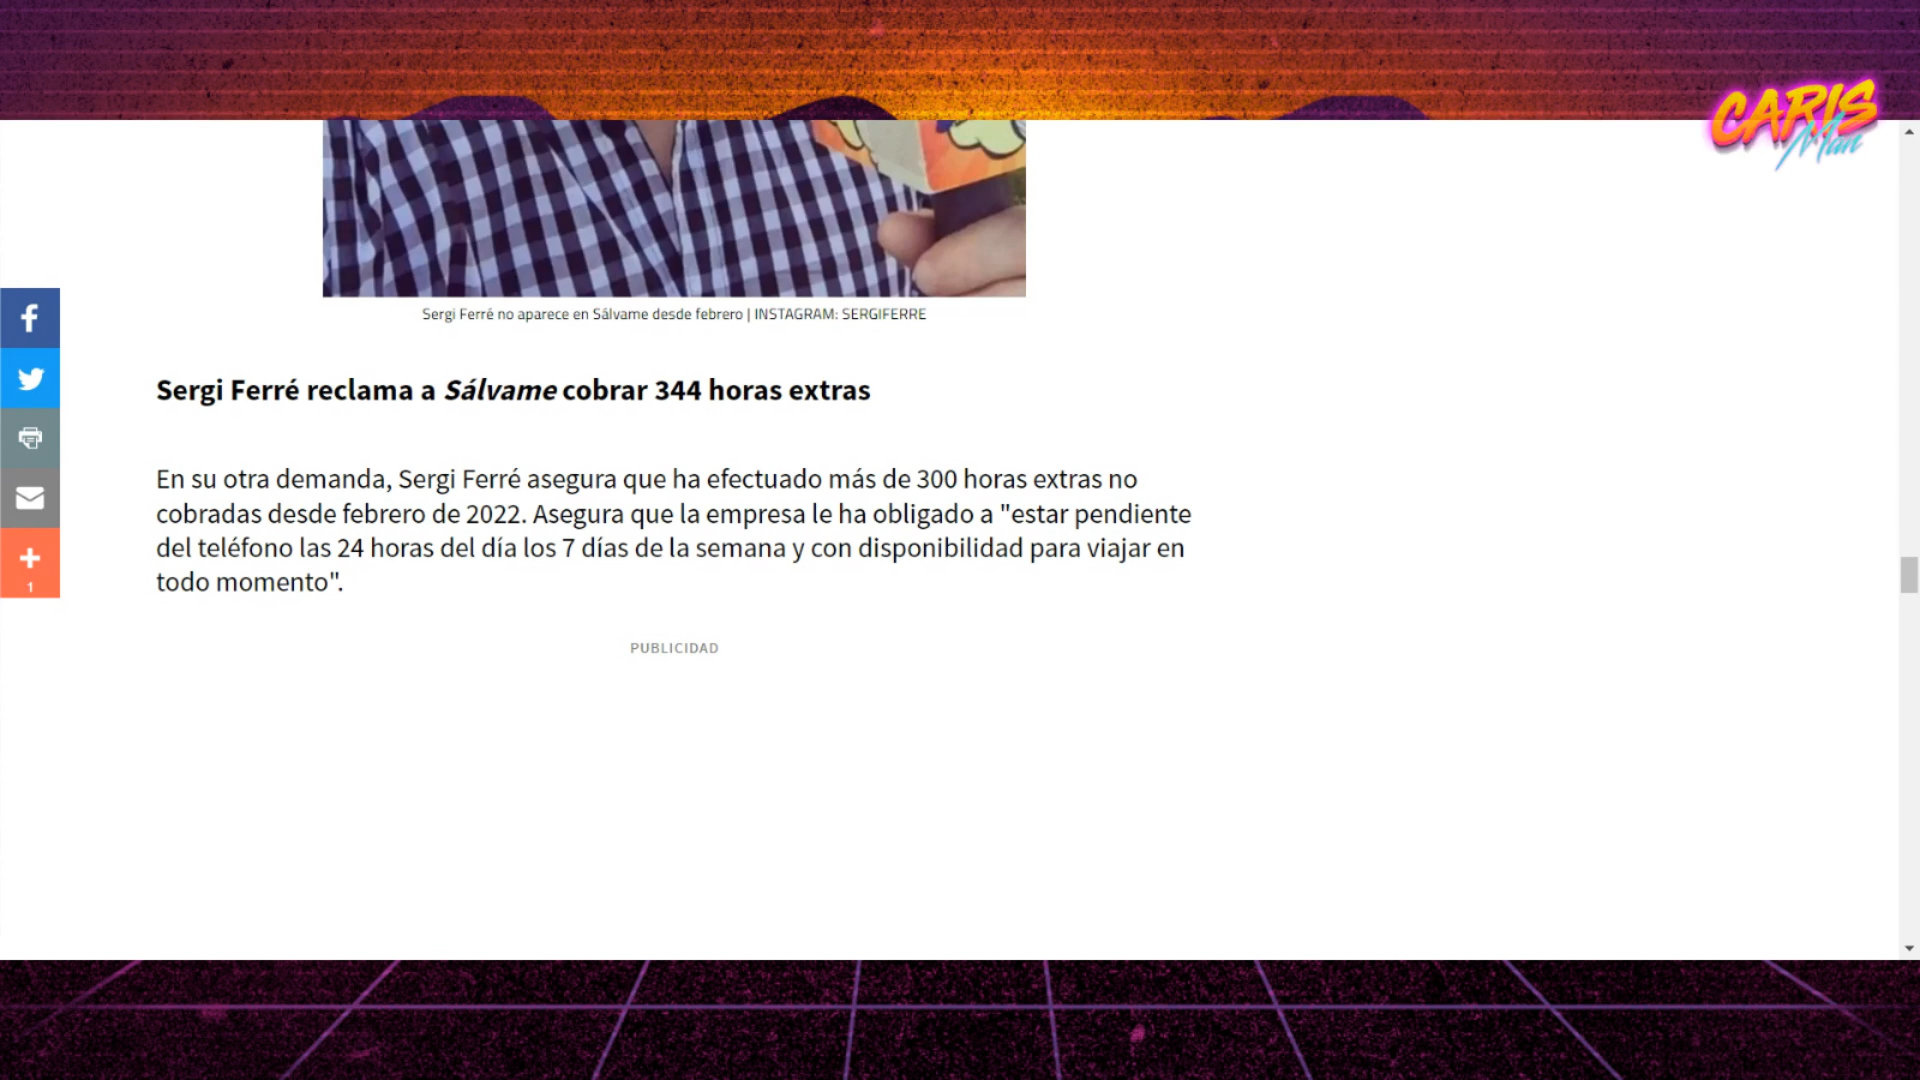 CARIS
Man
Sergi Ferré no aparece en Sálvame desde febrero | INSTAGRAM: SERGIFERRE
Sergi Ferré reclama a Sálvame cobrar 344 horas extras
En su otra demanda, Sergi Ferré asegura que ha efectuado más de 300 horas extras no
cobradas desde febrero de 2022. Asegura que la empresa le ha obligado a "estar pendiente
del teléfono las 24 horas del día los 7 días de la semana y con disponibilidad para viajar en
todo momento".
1
PUBLICIDAD